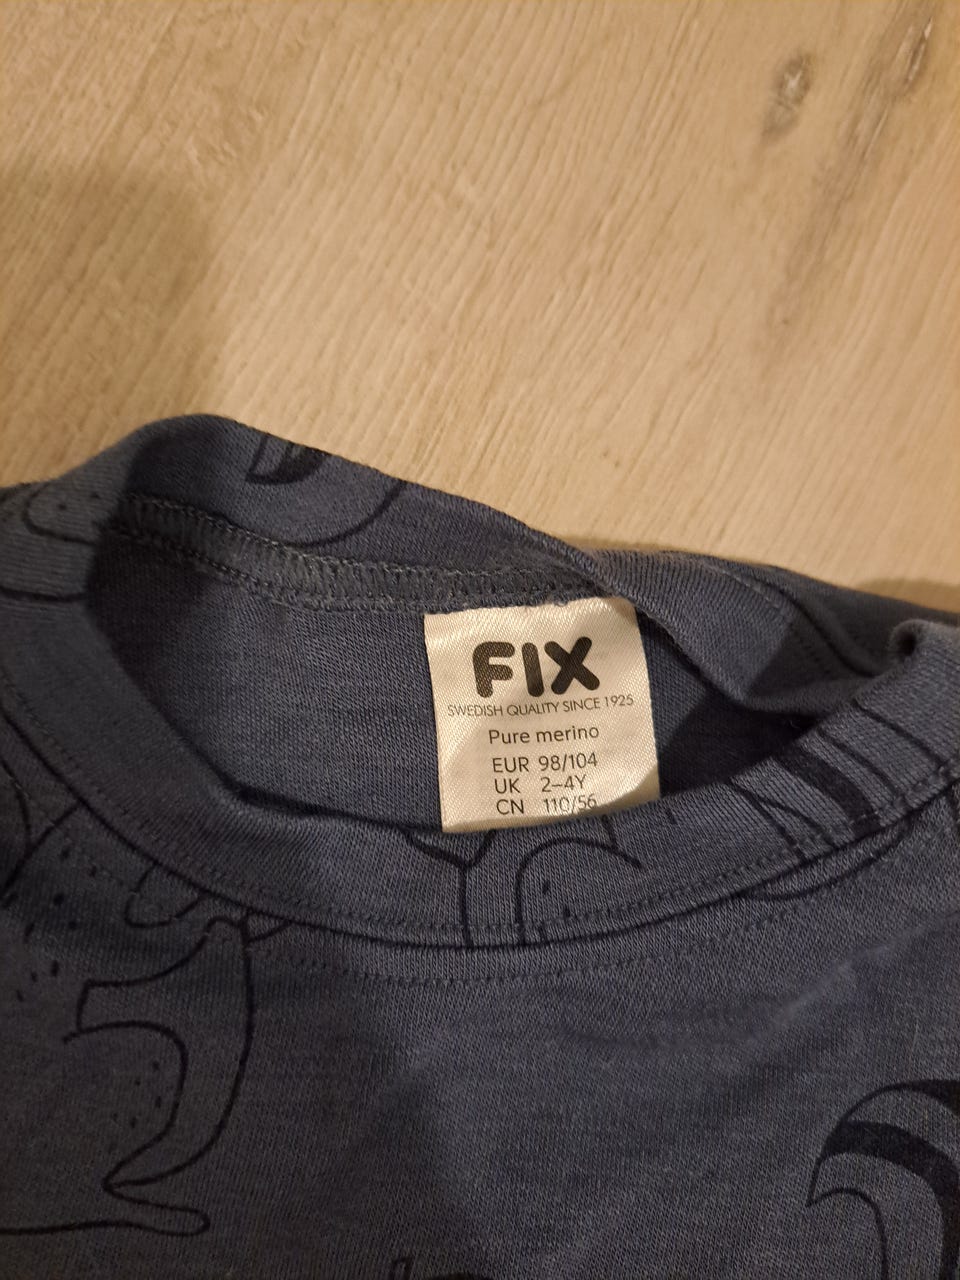 FIX
SWEDISH QUALITY SINCE 1925
Pure merino
EUR 98/104
UK 2–4Y
CN 110/56